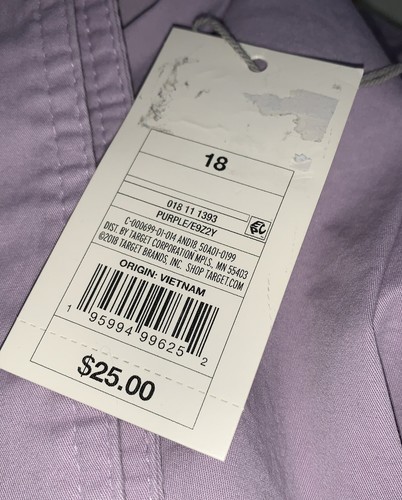 18
018 11 1393
PURPLE/E9Z2Y
C-000699-01-014 AND18 50A01-0199
DIST. BY TARGET CORPORATION MPLS, MN 55403
©2018 TARGET BRANDS, INC. SHOP TARGET.COM
ORIGIN: VIETNAM
1 95994 99625 2
$25.00